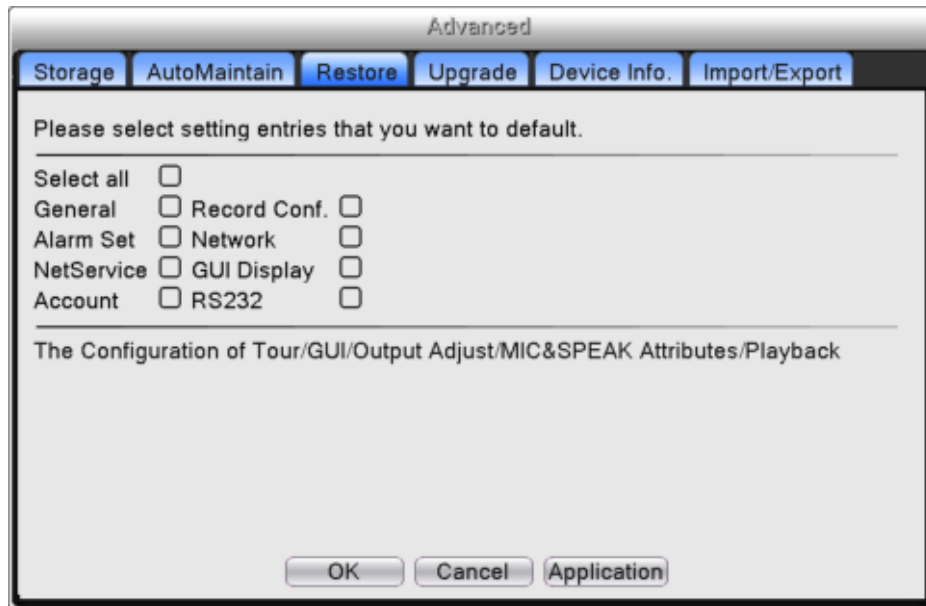 Advanced
Storage AutoMaintain Restore Upgrade Device Info. Import/Export
Please select setting entries that you want to default.
Select all
General Record Conf.
Alarm Set Network
NetService GUI Display
Account RS232
The Configuration of Tour/GUI/Output Adjust/MIC&SPEAK Attributes/Playback
OK Cancel Application